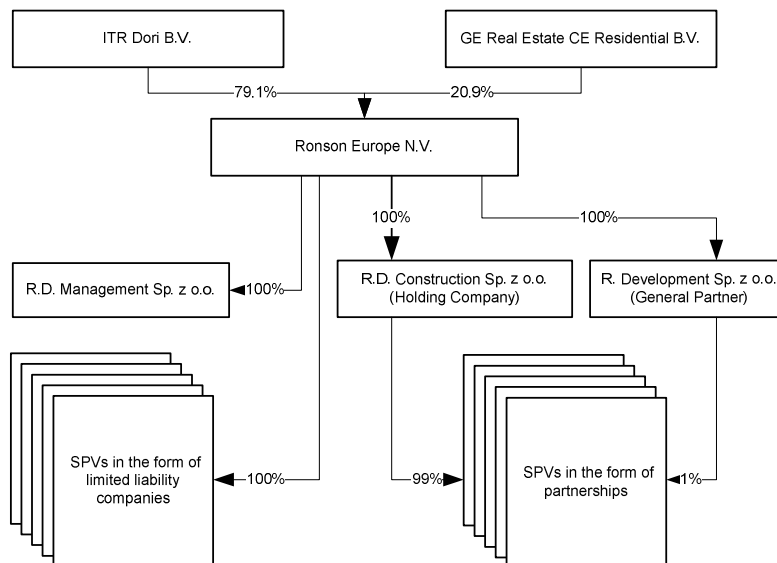 ITR Dori B.V.
GE Real Estate CE Residential B.V.
79.1%
20.9%
Ronson Europe N.V.
100%
100%
R.D. Management Sp. z o.o.
100%
R.D. Construction Sp. z o.o.
(Holding Company)
R. Development Sp. z o.o.
(General Partner)
SPVs in the form of
limited liability
companies
100%
99%
SPVs in the form of
partnerships
1%